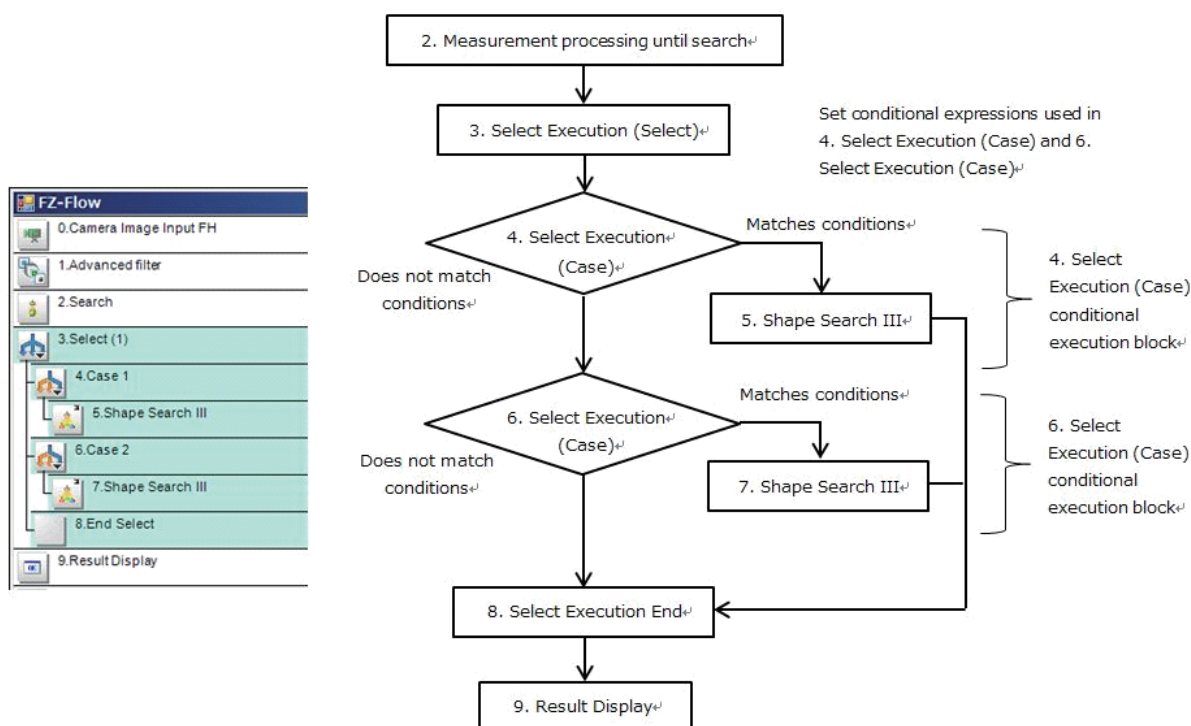 FZ-Flow
0.Camera Image Input FH
1.Advanced filter
2.Search
3.Select (1)
4.Case 1
5.Shape Search III
6.Case 2
7.Shape Search III
8.End Select
9.Result Display
2. Measurement processing until search↵
3. Select Execution (Select)↵
Set conditional expressions used in
4. Select Execution (Case) and 6.
Select Execution (Case)↵
4. Select Execution↵
(Case)↵
Matches conditions↵
Does not match
conditions↵
5. Shape Search III↵
4. Select
Execution (Case)
conditional
execution block↵
6. Select Execution↵
(Case)↵
Matches conditions↵
Does not match
conditions↵
7. Shape Search III↵
6. Select
Execution (Case)
conditional
execution block↵
8. Select Execution End↵
9. Result Display↵